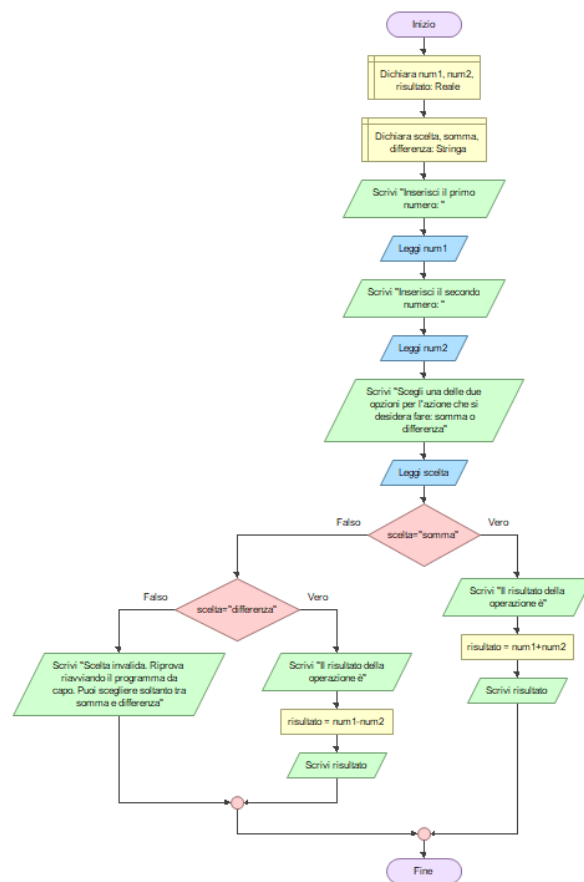 Inizio
Dichiara num1, num2,
risultato: Reale
Dichiara scelta, somma,
differenza: Stringa
Scrivi "Inserisci il primo
numero: "
Leggi num1
Scrivi "Inserisci il secondo
numero: "
Leggi num2
Scrivi "Scegli una delle due
opzioni per l'azione che si
desidera fare: somma o
differenza"
Leggi scelta
scelta="somma"
Falso
Vero
scelta="differenza"
Falso
Vero
Scrivi "Scelta invalida. Riprova
riavviando il programma da
capo. Puoi scegliere soltanto tra
somma e differenza"
Scrivi "Il risultato della
operazione è"
risultato = num1-num2
Scrivi risultato
Scrivi "Il risultato della
operazione è"
risultato = num1+num2
Scrivi risultato
Fine